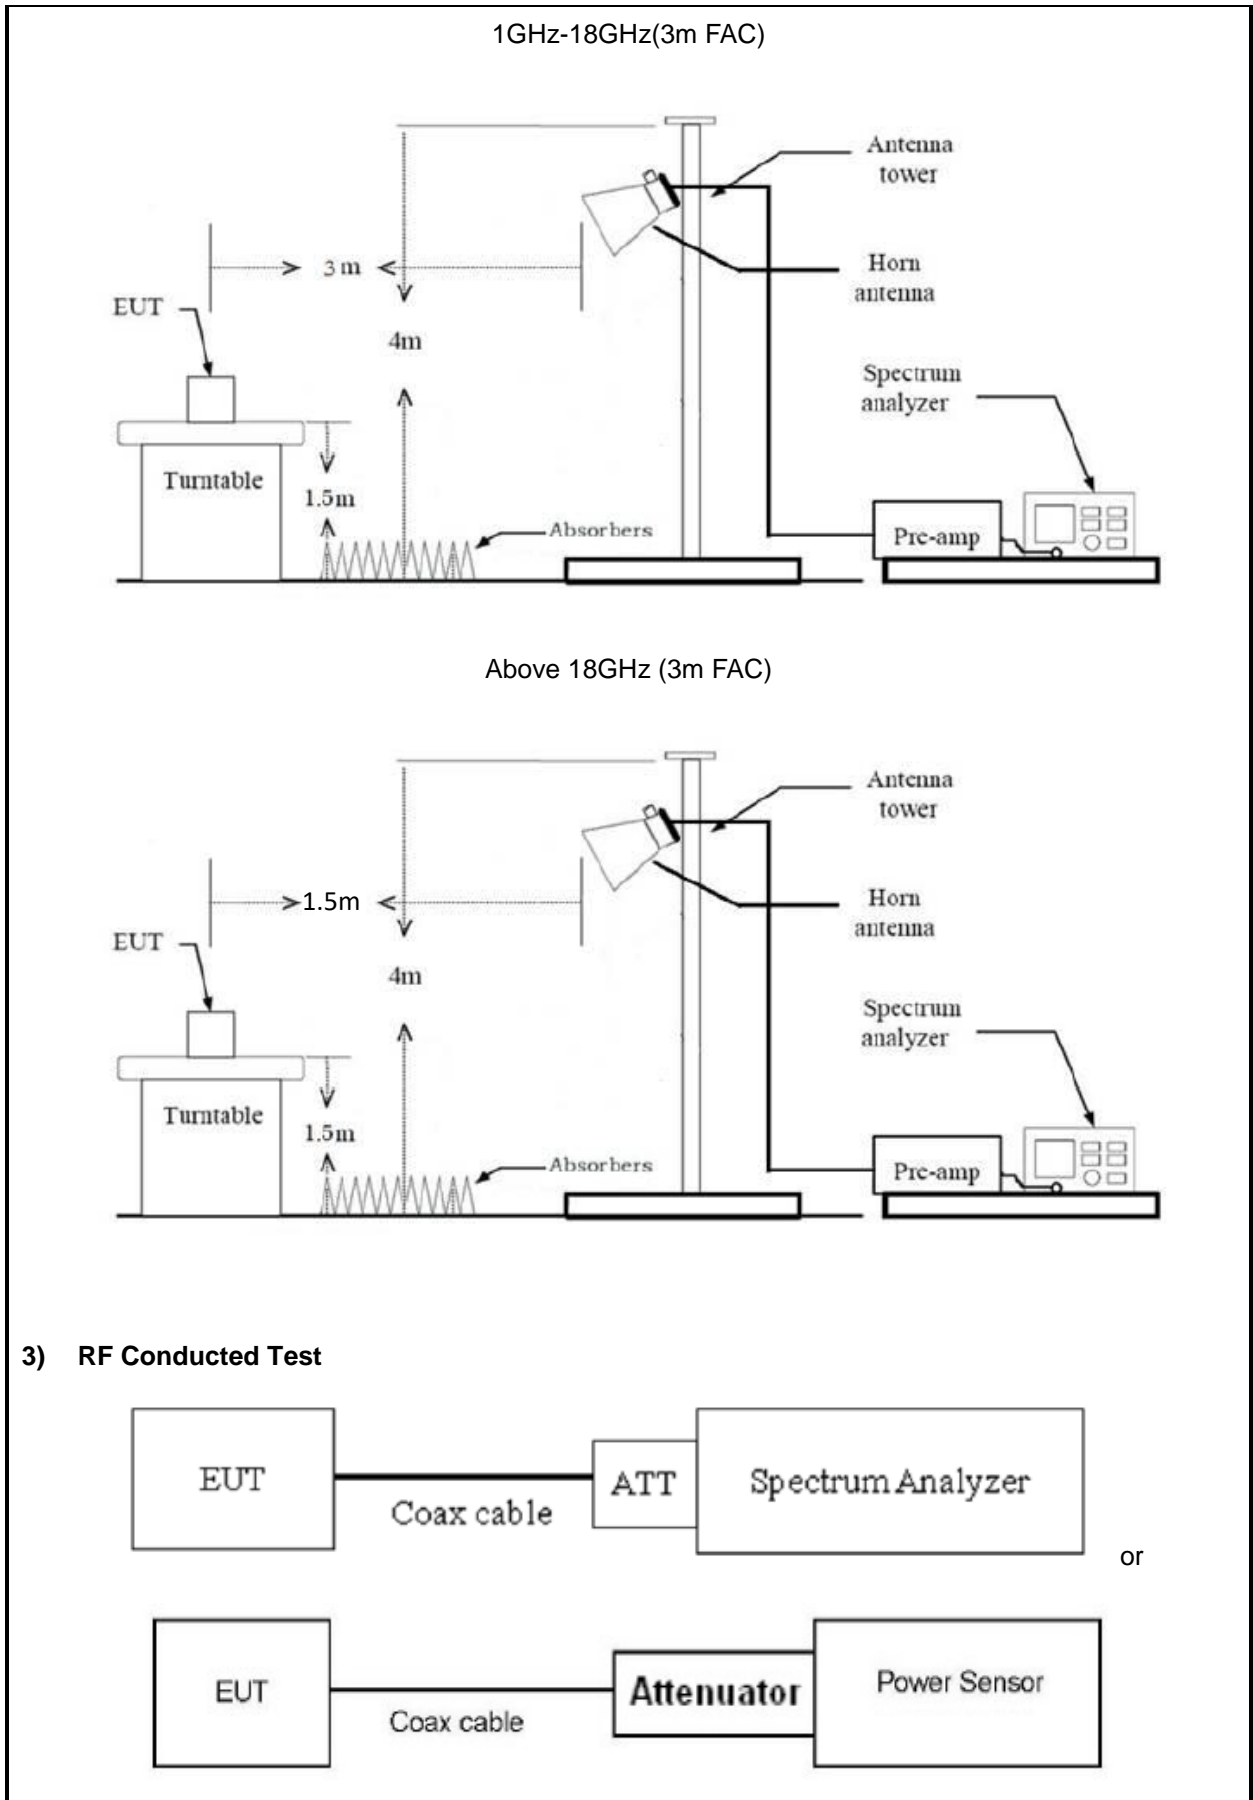 1GHz-18GHz(3m FAC)
Antenna
tower
3 m
Horn
antenna
EUT
4m
Spectrum
analyzer
Turntable
1.5m
Absorbers
Pre-amp
Above 18GHz (3m FAC)
Antenna
tower
1.5m
Horn
antenna
EUT
4m
Spectrum
analyzer
Turntable
1.5m
Absorbers
Pre-amp
3) RF Conducted Test
EUT
Coax cable
ATT
Spectrum Analyzer
or
EUT
Coax cable
Attenuator
Power Sensor